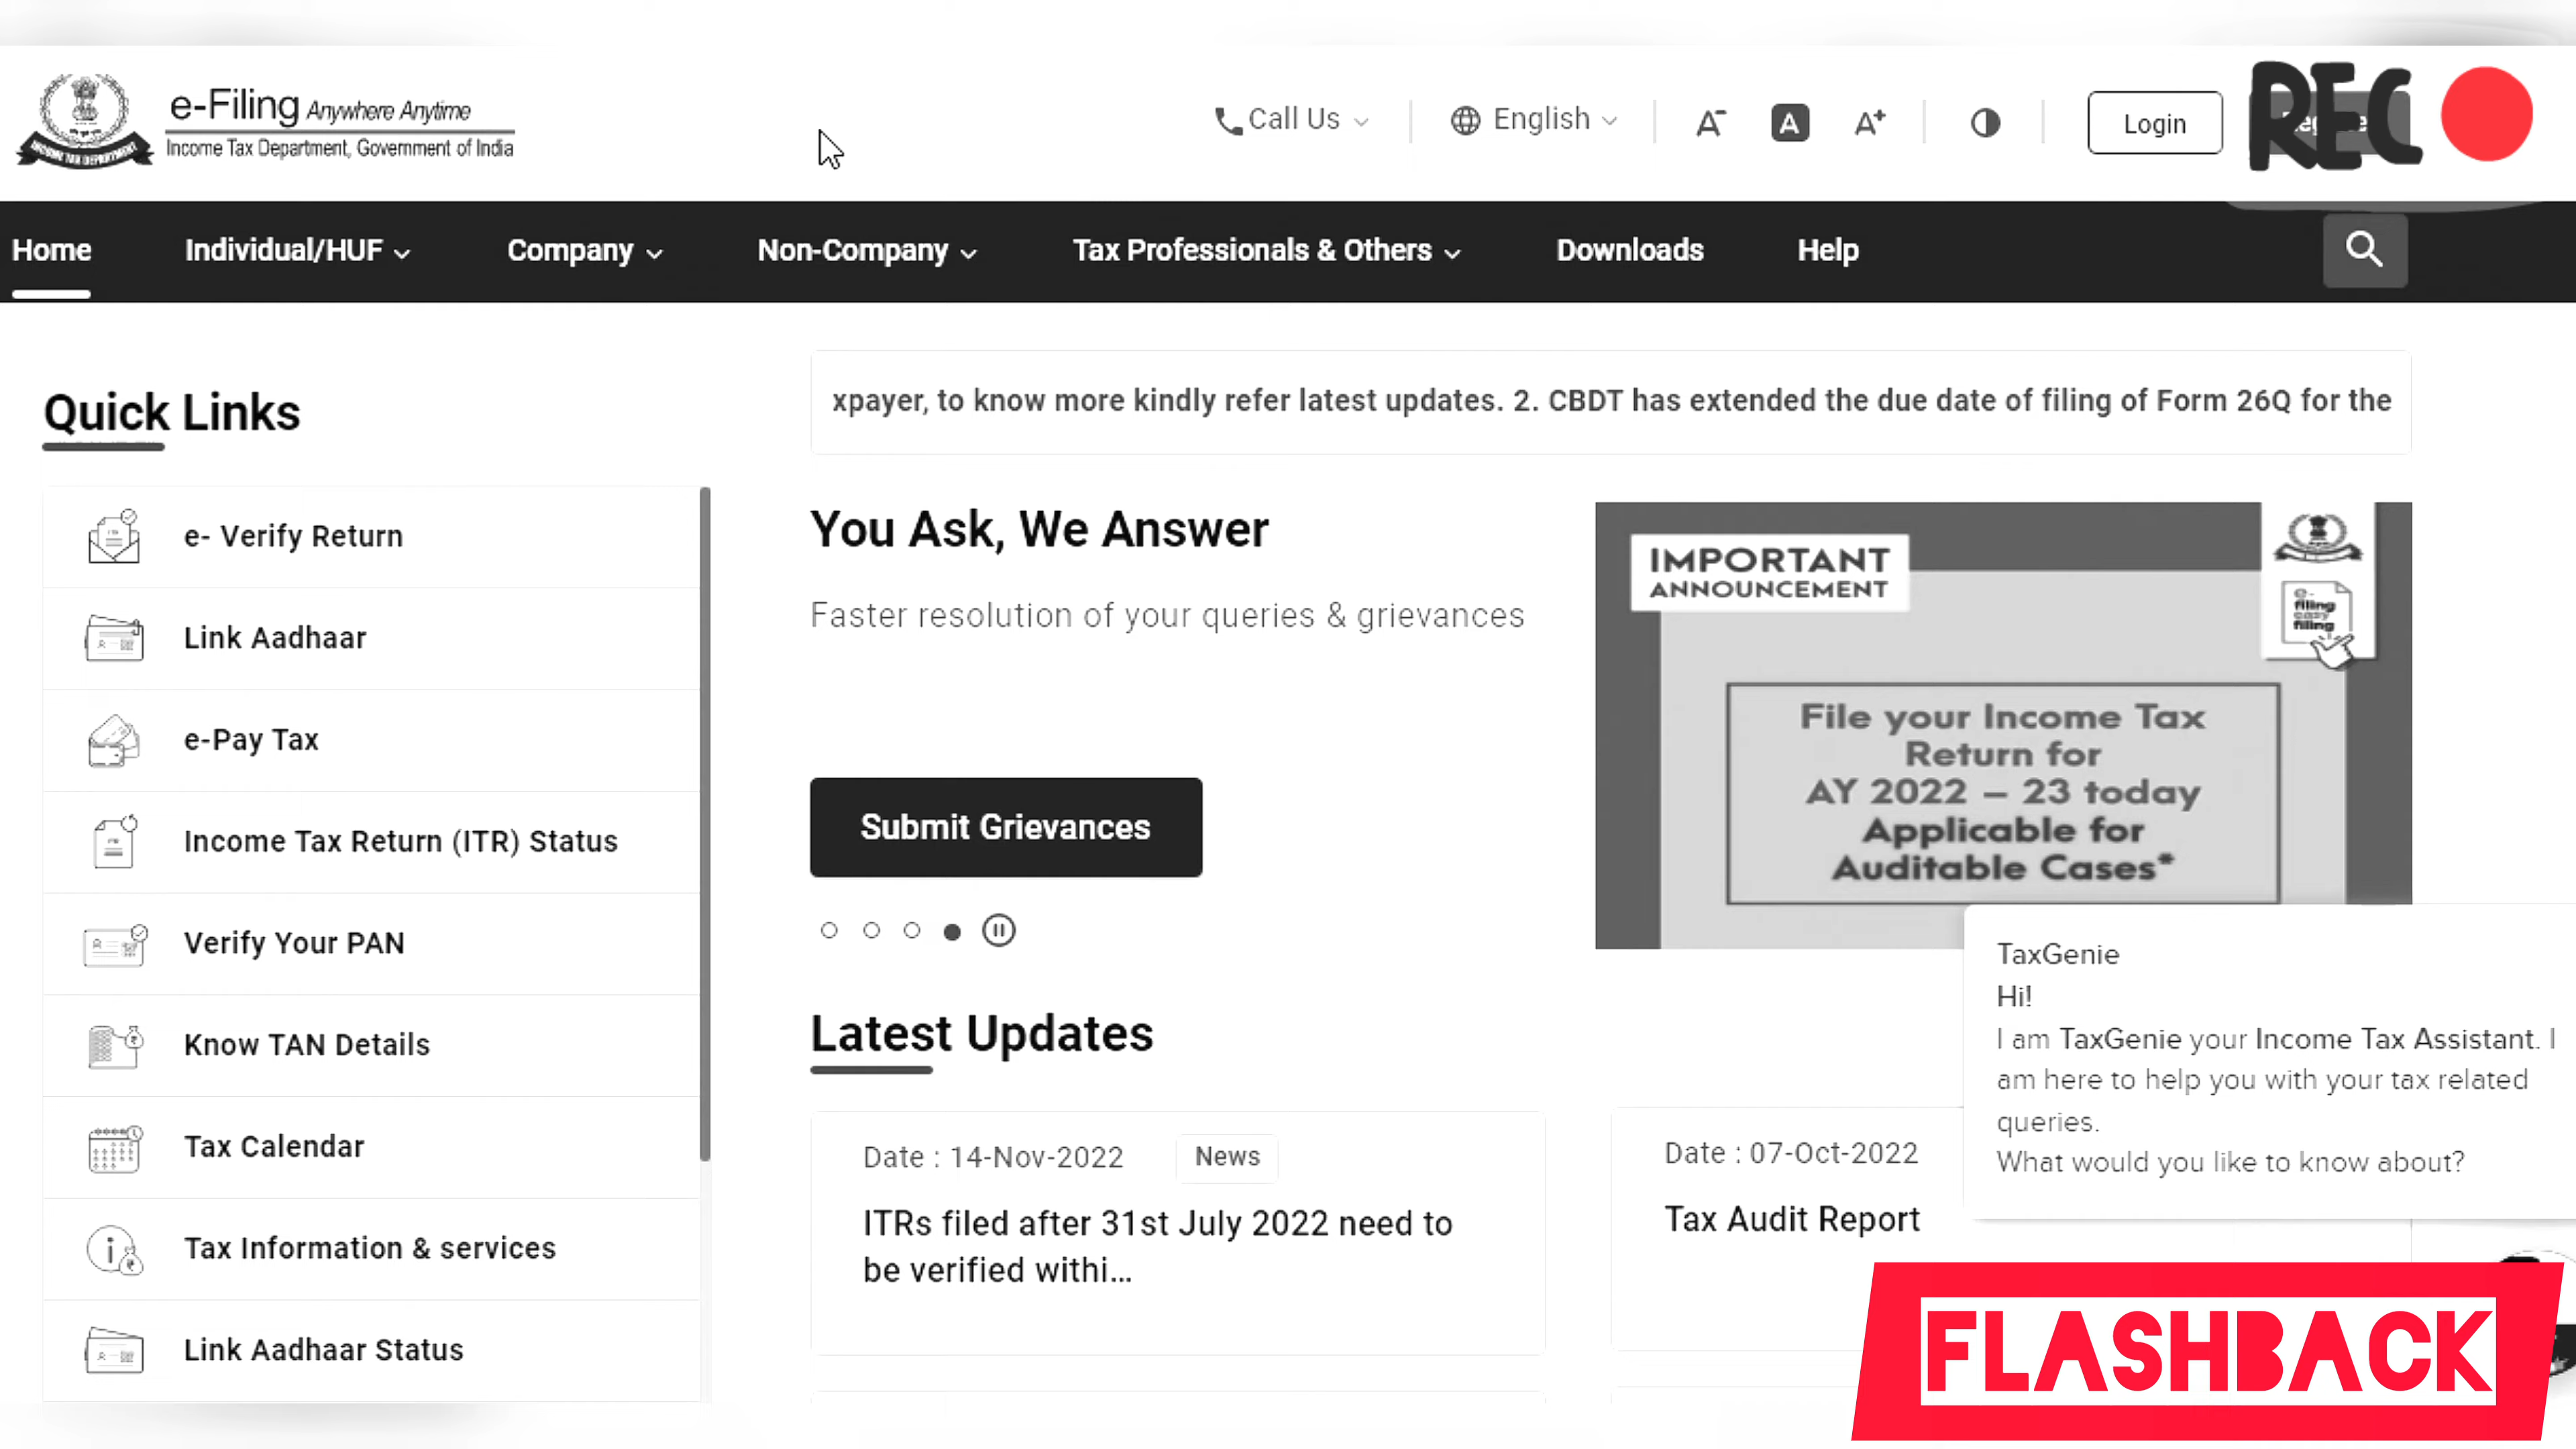 e-Filing Anywhere Anytime
Income Tax Department, Government of India
INCOME TAX DEPARTMENT
Call Us
English
A-
A
A+
Login
REC
Home
Individual/HUF
Company
Non-Company
Tax Professionals & Others
Downloads
Help
Quick Links
e- Verify Return
Link Aadhaar
e-Pay Tax
Income Tax Return (ITR) Status
Verify Your PAN
Know TAN Details
Tax Calendar
Tax Information & services
Link Aadhaar Status
xpayer, to know more kindly refer latest updates. 2. CBDT has extended the due date of filing of Form 26Q for the
You Ask, We Answer
Faster resolution of your queries & grievances
Submit Grievances
IMPORTANT
ANNOUNCEMENT
e-
filing
easy
filing
File your Income Tax
Return for
AY 2022 – 23 today
Applicable for
Auditable Cases*
Latest Updates
Date : 14-Nov-2022
News
ITRs filed after 31st July 2022 need to
be verified withi...
Date : 07-Oct-2022
Tax Audit Report
TaxGenie
Hi!
I am TaxGenie your Income Tax Assistant. I
am here to help you with your tax related
queries.
What would you like to know about?
FLASHBACK